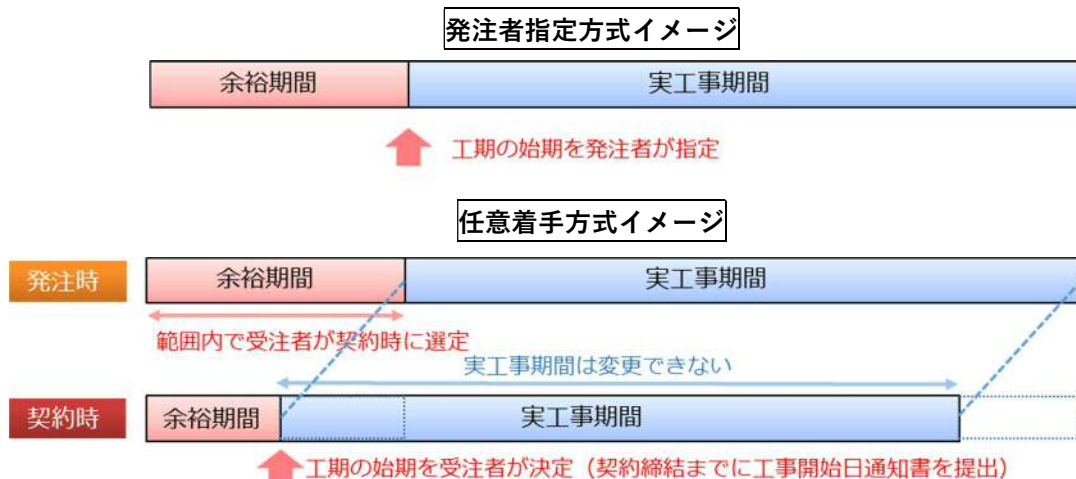 発注者指定方式イメージ
余裕期間 実工事期間
工期の始期を発注者が指定
任意着手方式イメージ
発注時 余裕期間 実工事期間
範囲内で受注者が契約時に選定
実工事期間は変更できない
契約時 余裕期間 実工事期間
工期の始期を受注者が決定（契約締結までに工事開始日通知書を提出）